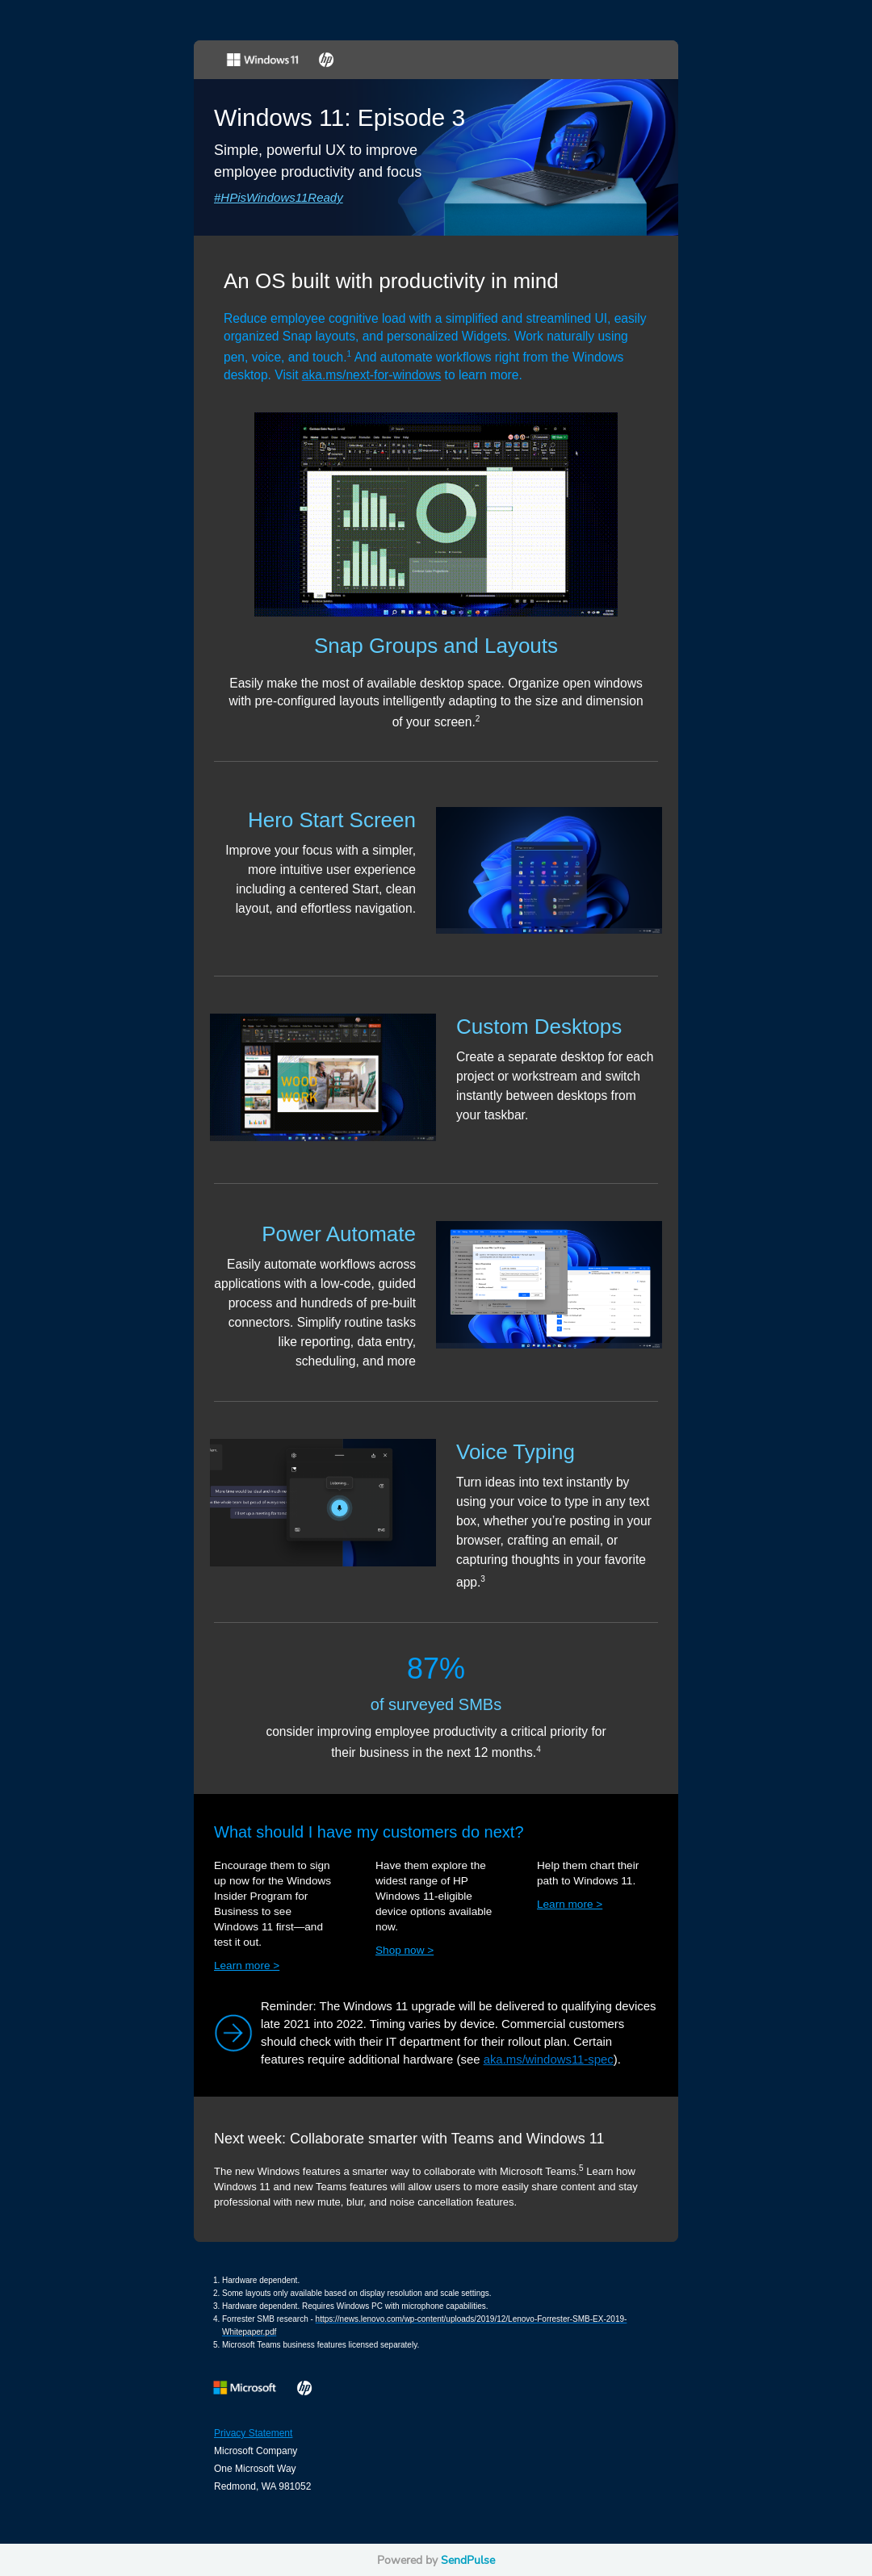 Windows 11 hp
Windows 11: Episode 3
Simple, powerful UX to improve
employee productivity and focus
#HPisWindows11Ready
An OS built with productivity in mind
Reduce employee cognitive load with a simplified and streamlined UI, easily
organized Snap layouts, and personalized Widgets. Work naturally using
pen, voice, and touch.1 And automate workflows right from the Windows
desktop. Visit aka.ms/next-for-windows to learn more.
Snap Groups and Layouts
Easily make the most of available desktop space. Organize open windows
with pre-configured layouts intelligently adapting to the size and dimension
of your screen.2
Hero Start Screen
Improve your focus with a simpler,
more intuitive user experience
including a centered Start, clean
layout, and effortless navigation.
WOOD
WORK
Custom Desktops
Create a separate desktop for each
project or workstream and switch
instantly between desktops from
your taskbar.
Power Automate
Easily automate workflows across
applications with a low-code, guided
process and hundreds of pre-built
connectors. Simplify routine tasks
like reporting, data entry,
scheduling, and more
Listening...
Voice Typing
Turn ideas into text instantly by
using your voice to type in any text
box, whether you're posting in your
browser, crafting an email, or
capturing thoughts in your favorite
app.3
87%
of surveyed SMBs
consider improving employee productivity a critical priority for
their business in the next 12 months.4
What should I have my customers do next?
Encourage them to sign
up now for the Windows
Insider Program for
Business to see
Windows 11 first—and
test it out.
Learn more >
Have them explore the
widest range of HP
Windows 11-eligible
device options available
now.
Shop now >
Help them chart their
path to Windows 11.
Learn more >
Reminder: The Windows 11 upgrade will be delivered to qualifying devices
late 2021 into 2022. Timing varies by device. Commercial customers
should check with their IT department for their rollout plan. Certain
features require additional hardware (see aka.ms/windows11-spec).
Next week: Collaborate smarter with Teams and Windows 11
The new Windows features a smarter way to collaborate with Microsoft Teams.5 Learn how
Windows 11 and new Teams features will allow users to more easily share content and stay
professional with new mute, blur, and noise cancellation features.
1. Hardware dependent.
2. Some layouts only available based on display resolution and scale settings.
3. Hardware dependent. Requires Windows PC with microphone capabilities.
4. Forrester SMB research - https://news.lenovo.com/wp-content/uploads/2019/12/Lenovo-Forrester-SMB-EX-2019-
Whitepaper.pdf
5. Microsoft Teams business features licensed separately.
Microsoft hp
Privacy Statement
Microsoft Company
One Microsoft Way
Redmond, WA 981052
Powered by SendPulse